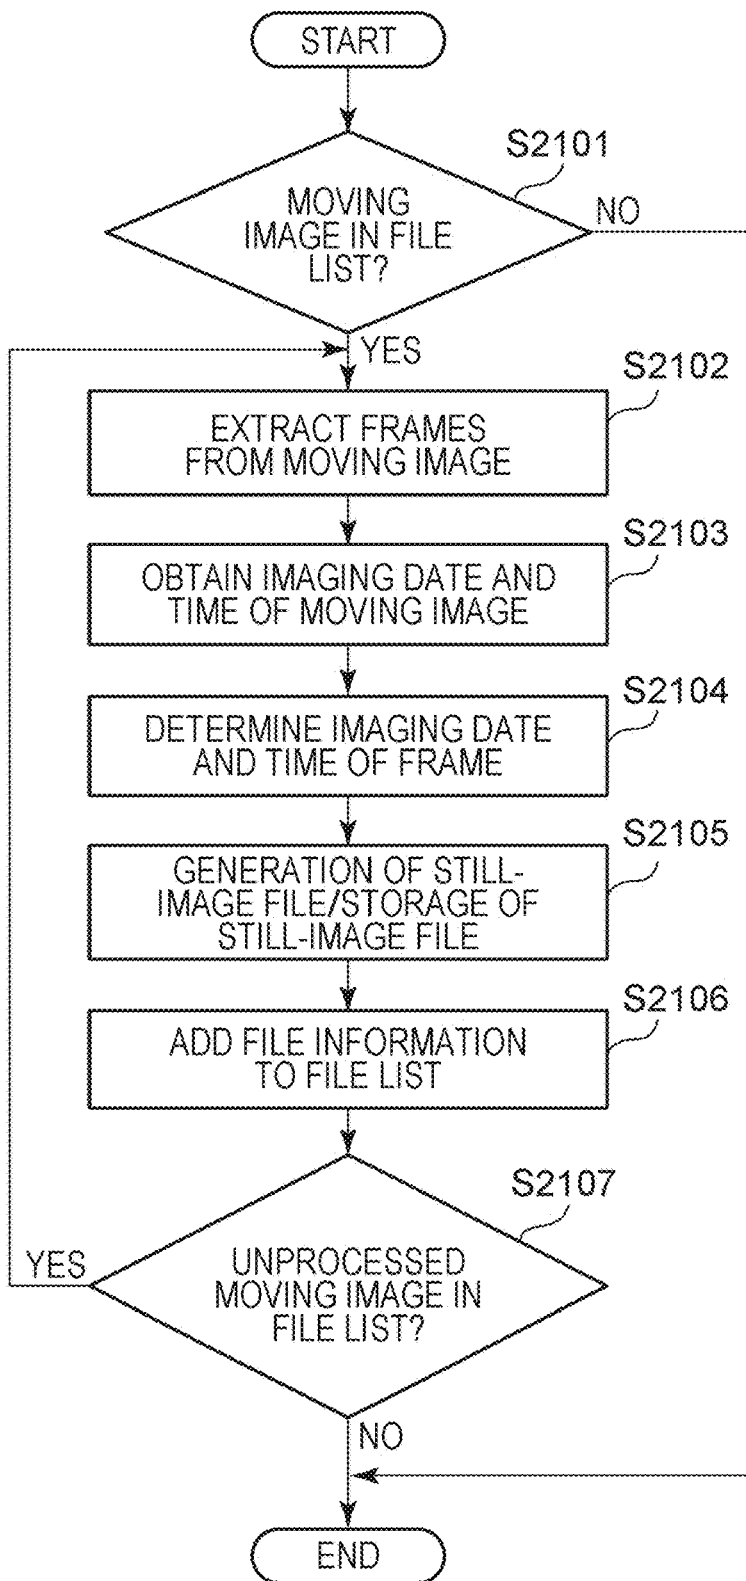 START
S2101
MOVING
IMAGE IN FILE
LIST?
NO
YES
S2102
EXTRACT FRAMES
FROM MOVING IMAGE
S2103
OBTAIN IMAGING DATE AND
TIME OF MOVING IMAGE
S2104
DETERMINE IMAGING DATE
AND TIME OF FRAME
S2105
GENERATION OF STILL-
IMAGE FILE/STORAGE OF
STILL-IMAGE FILE
S2106
ADD FILE INFORMATION
TO FILE LIST
S2107
YES
UNPROCESSED
MOVING IMAGE IN
FILE LIST?
NO
END